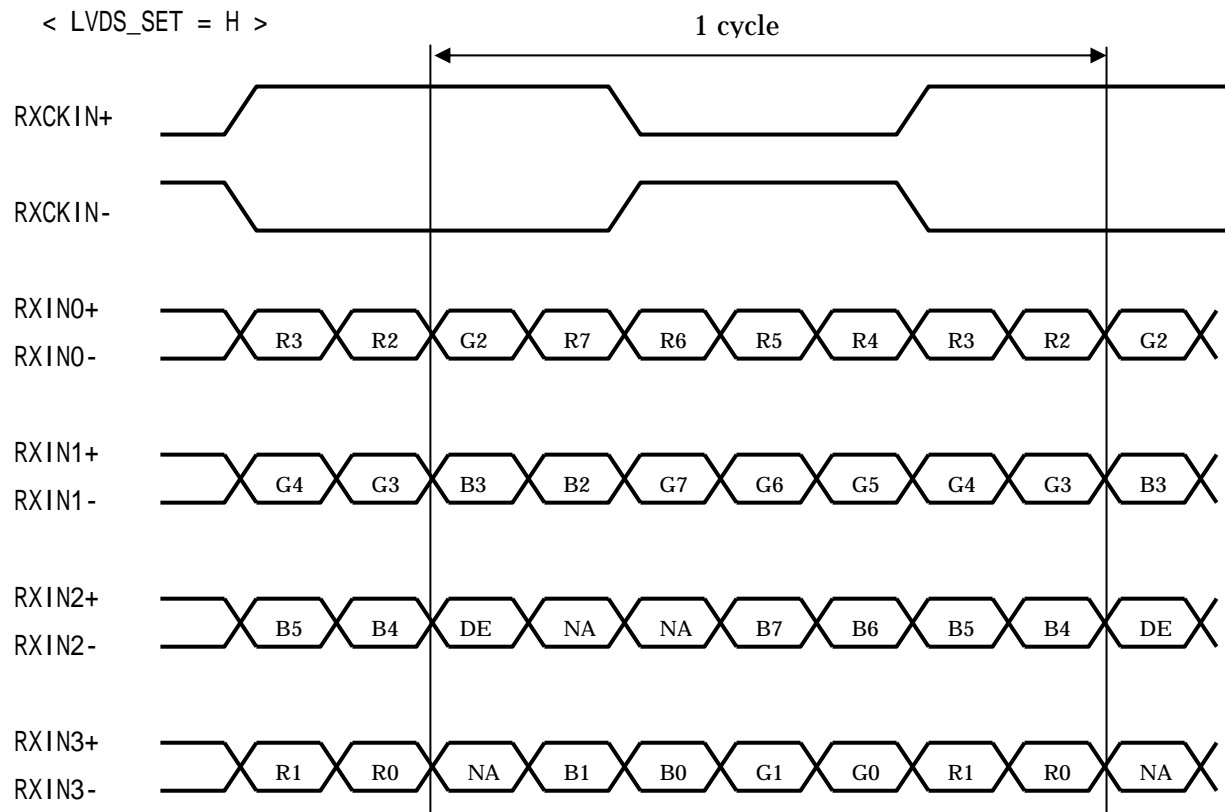 < LVDS_SET = H >
1 cycle
RXCKIN+
RXCKIN-
RXIN0+
R3 R2 G2 R7 R6 R5 R4 R3 R2 G2
RXIN0-
RXIN1+
G4 G3 B3 B2 G7 G6 G5 G4 G3 B3
RXIN1-
RXIN2+
B5 B4 DE NA NA B7 B6 B5 B4 DE
RXIN2-
RXIN3+
R1 R0 NA B1 B0 G1 G0 R1 R0 NA
RXIN3-